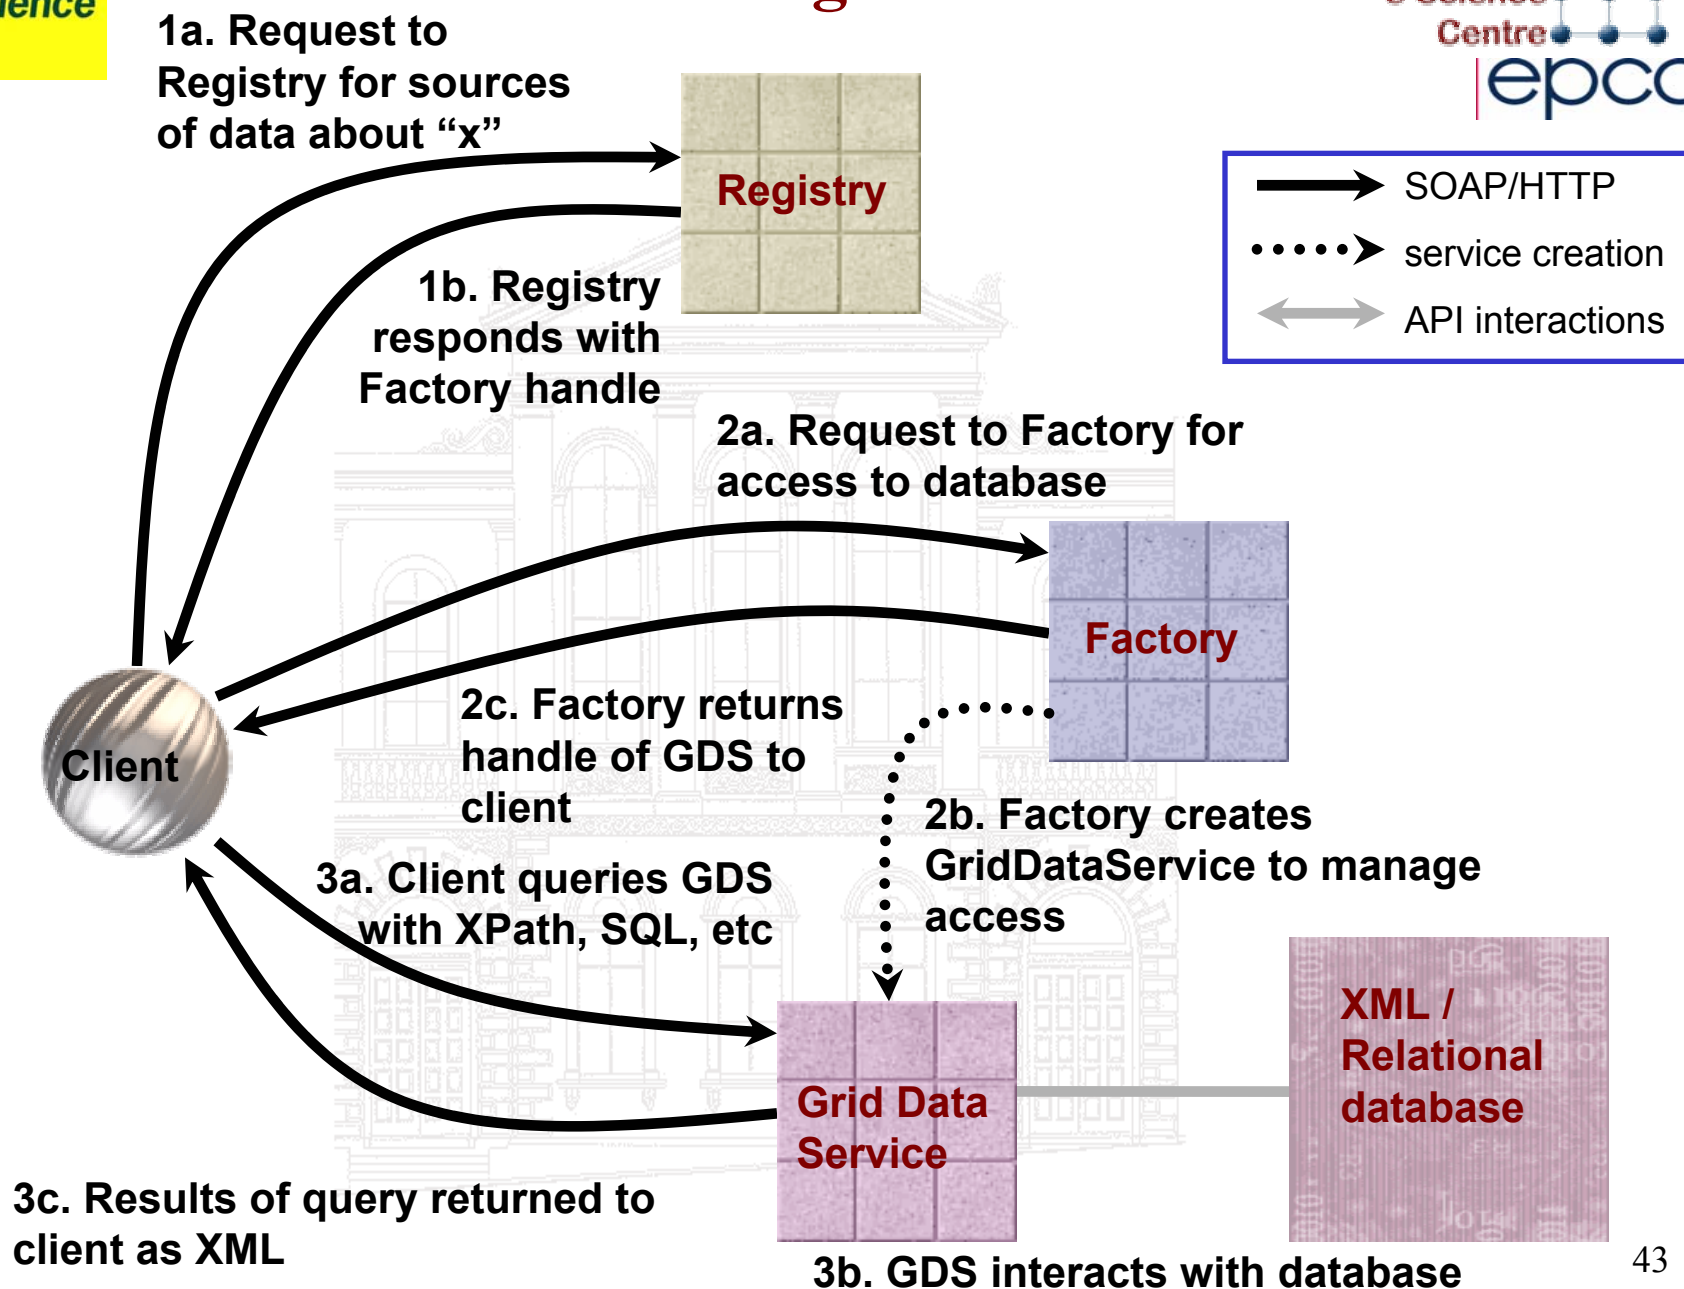 1a. Request to
Registry for sources
of data about “x”
Centre
epcc
Registry
SOAP/HTTP
service creation
API interactions
1b. Registry
responds with
Factory handle
2a. Request to Factory for
access to database
Factory
2c. Factory returns
handle of GDS to
client
Client
2b. Factory creates
GridDataService to manage
access
3a. Client queries GDS
with XPath, SQL, etc
XML /
Relational
database
Grid Data
Service
3c. Results of query returned to
client as XML
3b. GDS interacts with database
43